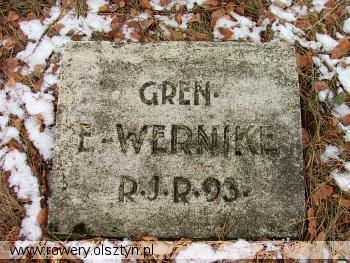 GREN.
E. WERNIKE
R.J.R.93.
www.rowery.olsztyn.pl